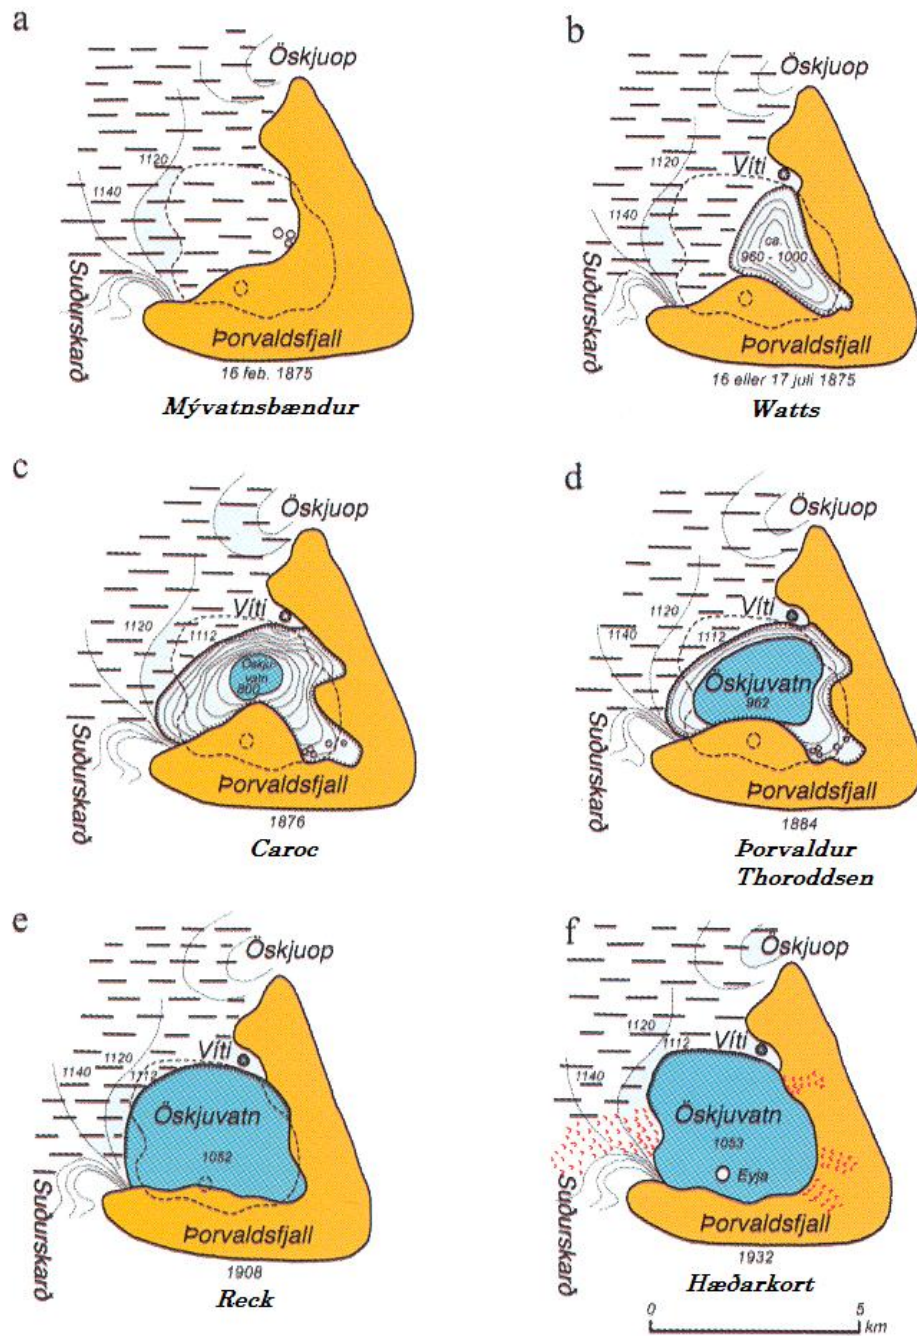 a
Öskjuop
1120
1140
Suðurskarð
Þorvaldsfjall
16 feb. 1875
Mývatnsbændur
b
Öskjuop
Víti
1120
1140
ca.
960 - 1000
Suðurskarð
Þorvaldsfjall
16 eller 17 juli 1875
Watts
c
Öskjuop
Víti
1120
1112
1140
Öskju-
vatn
800
Suðurskarð
Þorvaldsfjall
1876
Caroc
d
Öskjuop
Víti
1120
1112
1140
Öskjuvatn
962
Suðurskarð
Þorvaldsfjall
1884
Þorvaldur
Thoroddsen
e
Öskjuop
Víti
1120
1112
1140
Öskjuvatn
1052
Suðurskarð
Þorvaldsfjall
1908
Reck
f
Öskjuop
1120
Víti
1112
1140
Öskjuvatn
1053
Eyja
Suðurskarð
Þorvaldsfjall
1932
Hæðarkort
0 5
km